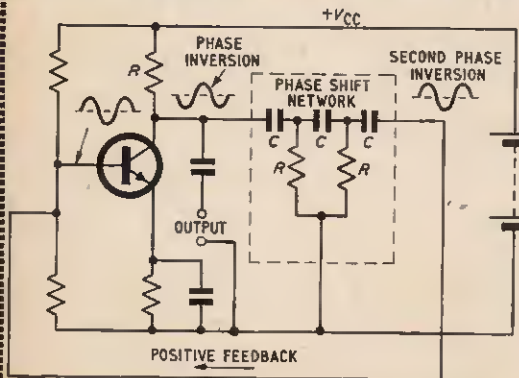 +VCC
PHASE
INVERSION
R
SECOND PHASE
INVERSION
PHASE SHIFT
NETWORK
C
C
C
R
R
OUTPUT
POSITIVE FEEDBACK